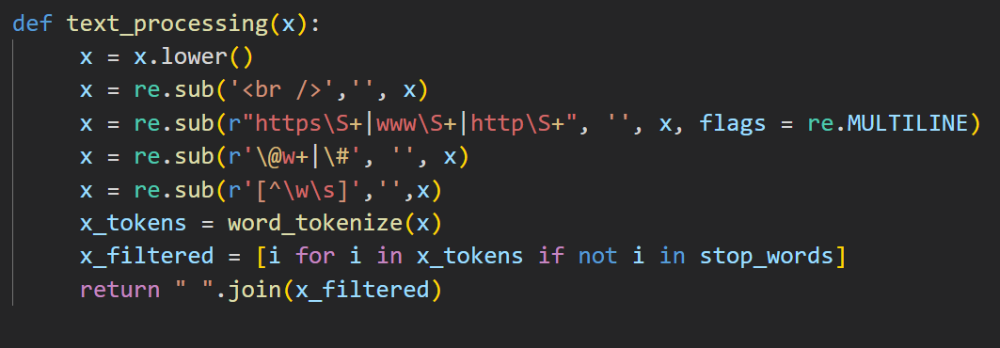 def text_processing(x):
    x = x.lower()
    x = re.sub('<br />','', x)
    x = re.sub(r"https\S+|www\S+|http\S+", '', x, flags = re.MULTILINE)
    x = re.sub(r'\@w+|\#', '', x)
    x = re.sub(r'[^\w\s]','',x)
    x_tokens = word_tokenize(x)
    x_filtered = [i for i in x_tokens if not i in stop_words]
    return " ".join(x_filtered)